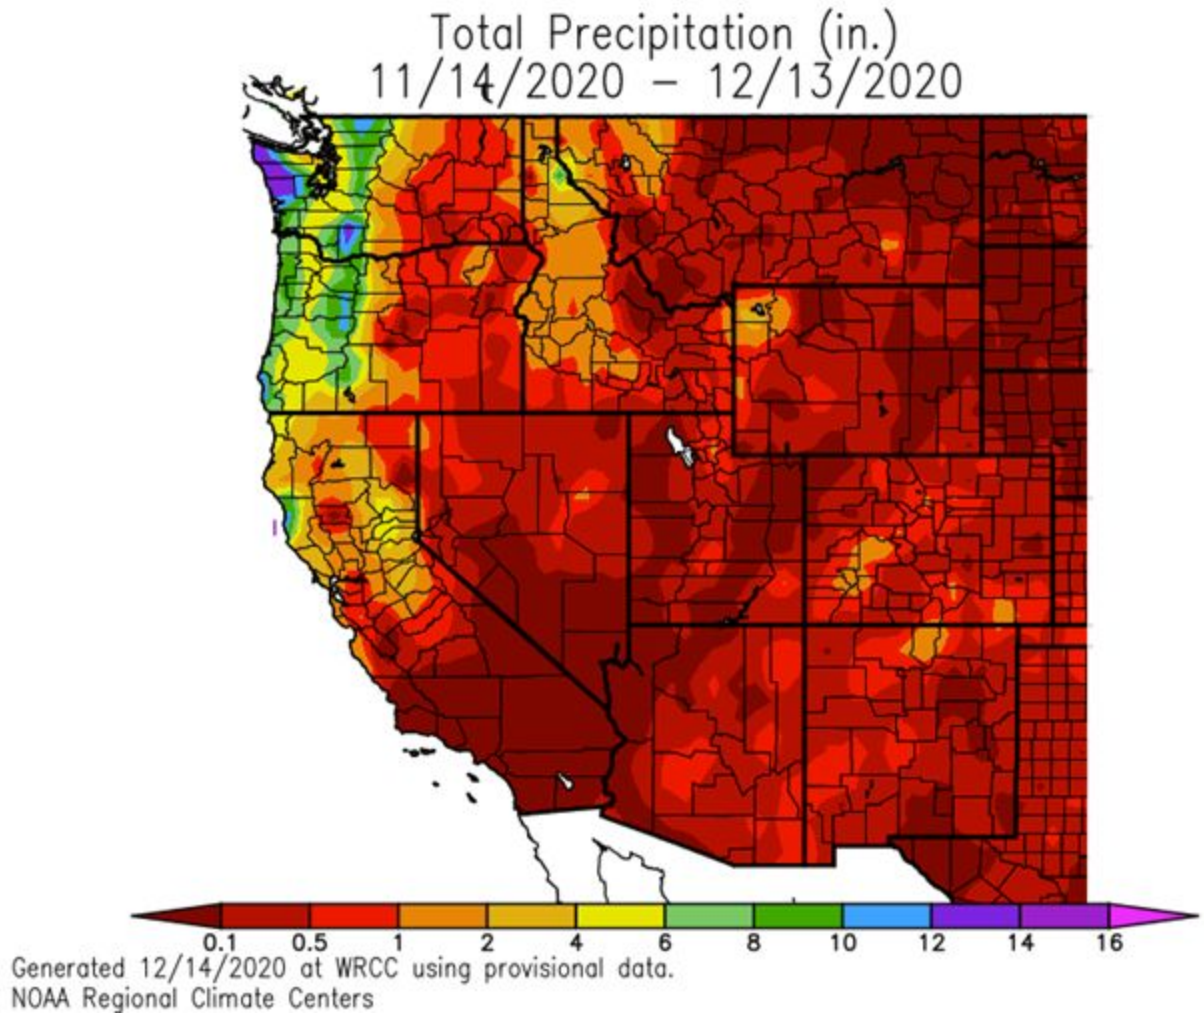 Total Precipitation (in.)
11/14/2020 – 12/13/2020
0.1 0.5 1 2 4 6 8 10 12 14 16
Generated 12/14/2020 at WRCC using provisional data.
NOAA Regional Climate Centers